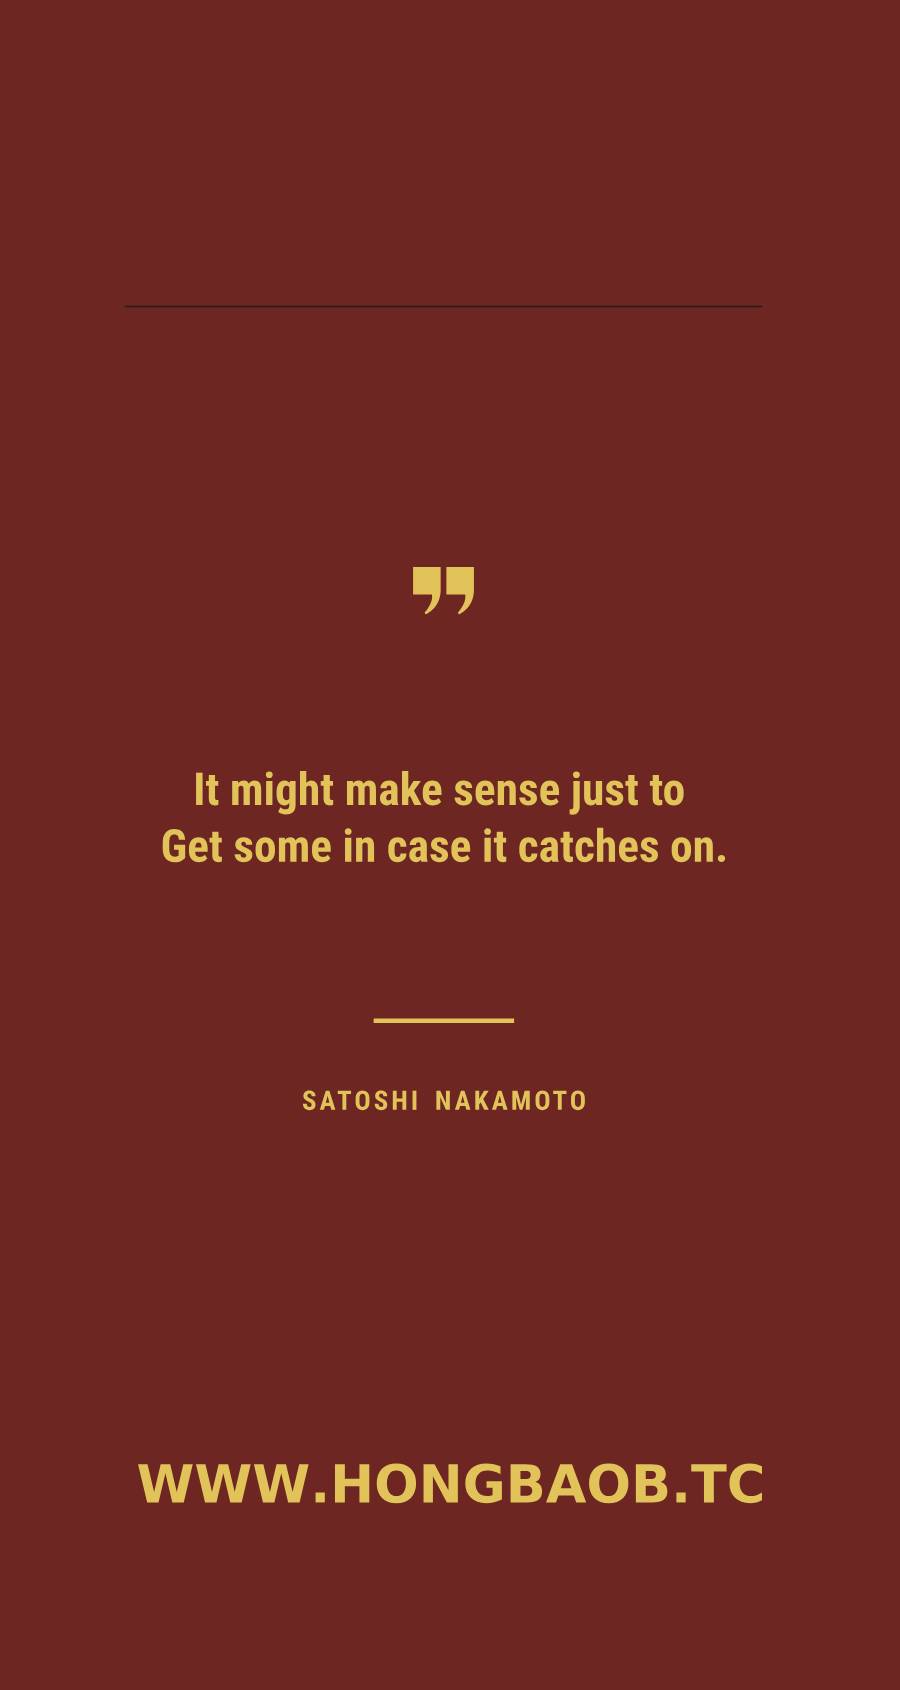 "
It might make sense just to
Get some in case it catches on.
SATOSHI NAKAMOTO
WWW.HONGBAOB.TC